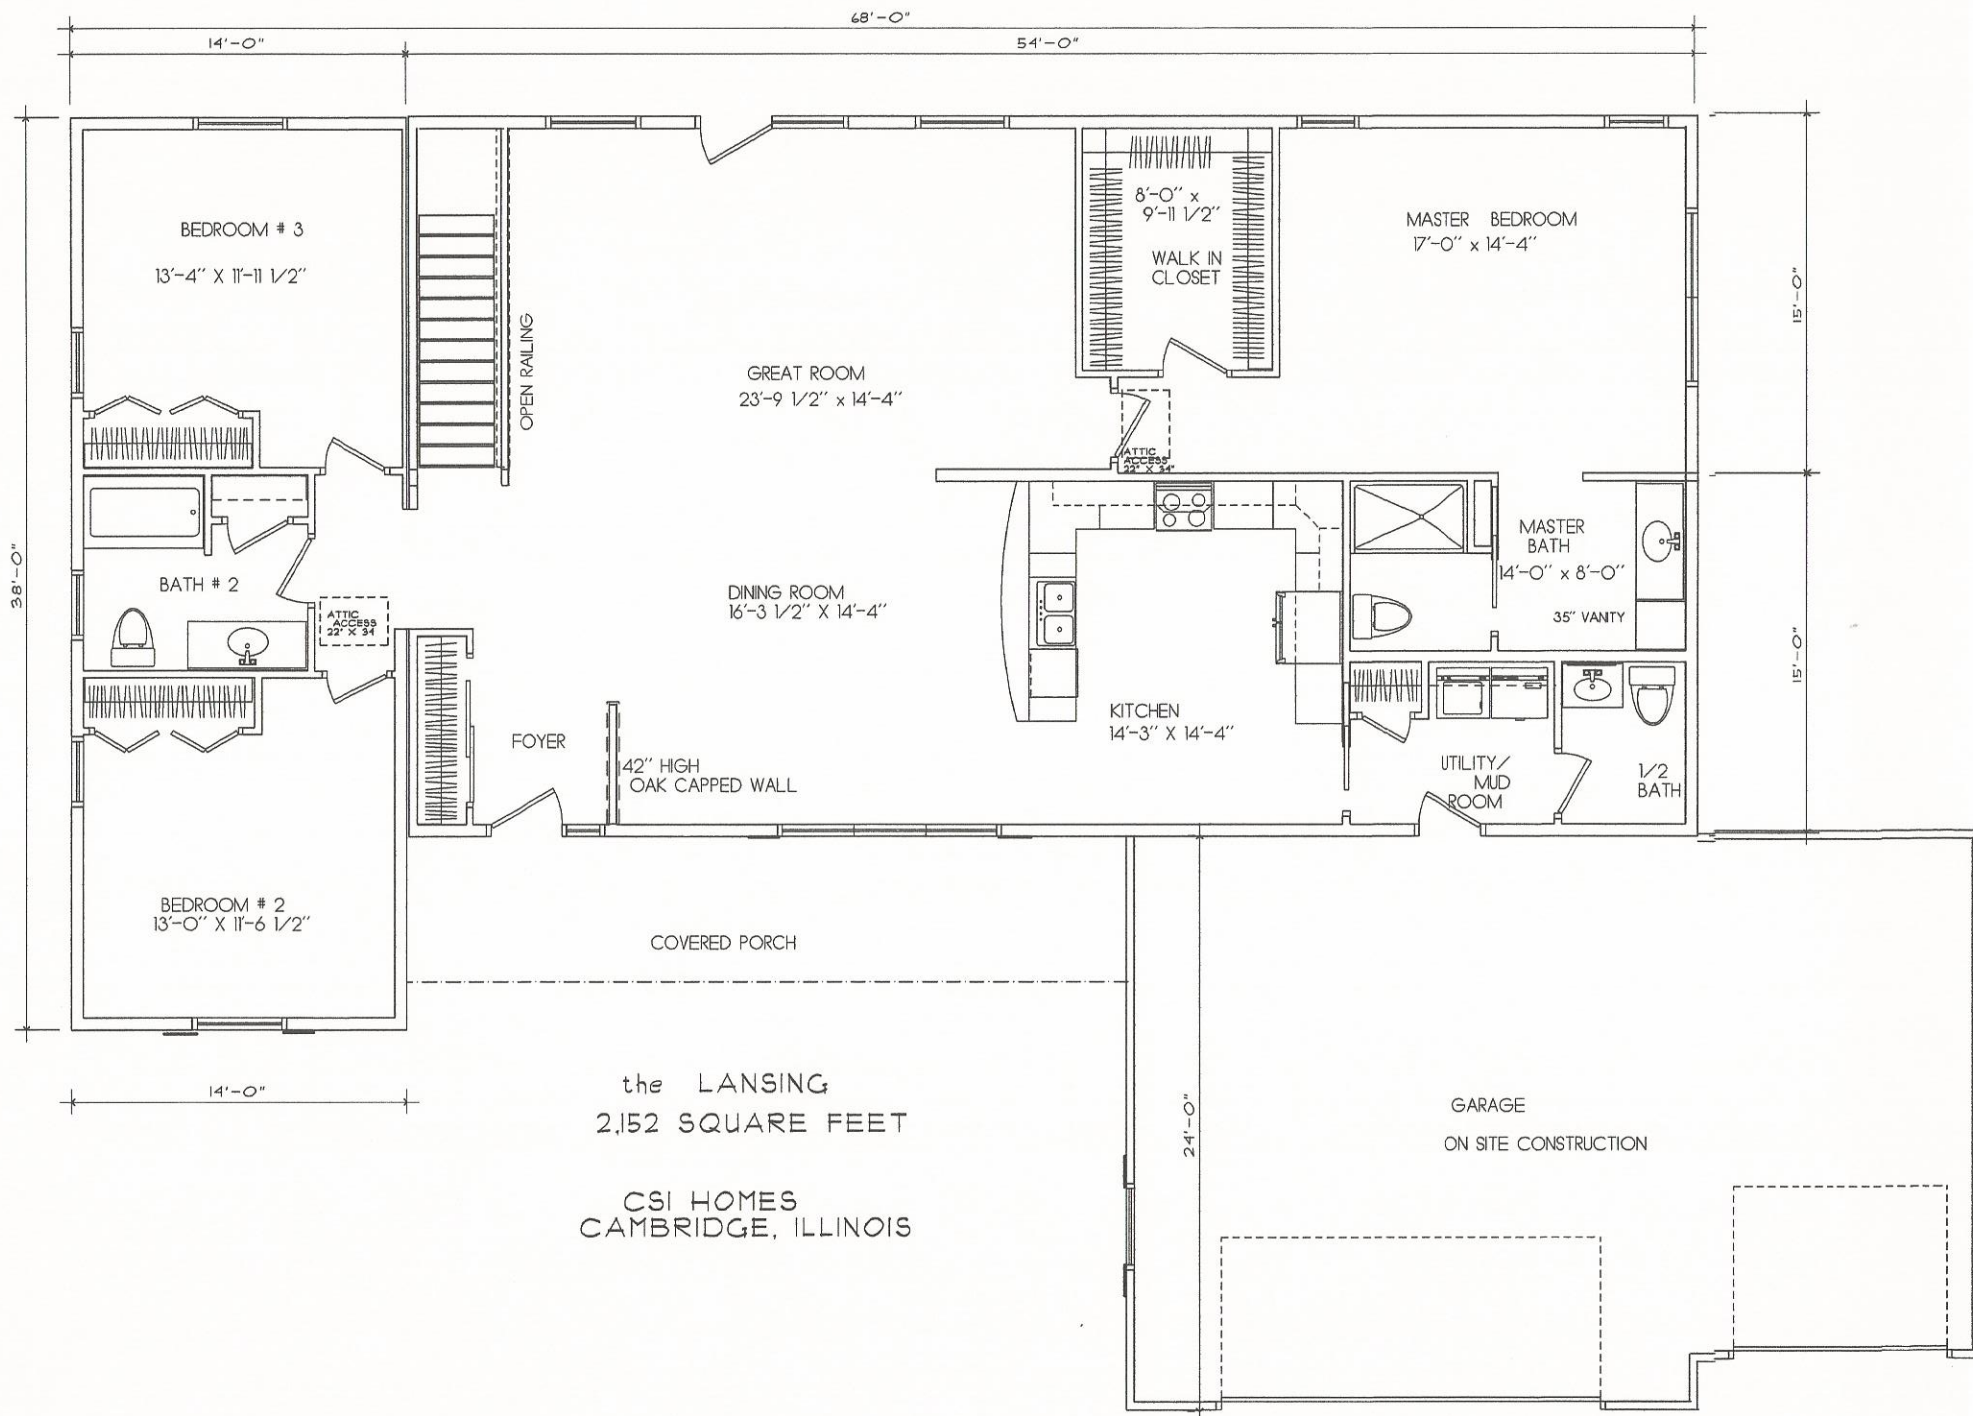 68'-0"
14'-0"
54'-0"
BEDROOM # 3
13'-4" X 11'-11 1/2"
OPEN RAILING
GREAT ROOM
23'-9 1/2" x 14'-4"
8'-0" x
9'-11 1/2"
WALK IN
CLOSET
MASTER BEDROOM
17'-0" x 14'-4"
15'-0"
ATTIC
ACCESS
22" X 34"
38'-0"
BATH # 2
ATTIC
ACCESS
22" X 34
DINING ROOM
16'-3 1/2" X 14'-4"
MASTER
BATH
14'-0" x 8'-0"
35" VANITY
15'-0"
FOYER
42" HIGH
OAK CAPPED WALL
KITCHEN
14'-3" X 14'-4"
UTILITY/
MUD
ROOM
1/2
BATH
BEDROOM # 2
13'-0" X 11'-6 1/2"
COVERED PORCH
14'-0"
the LANSING
2,152 SQUARE FEET
CSI HOMES
CAMBRIDGE, ILLINOIS
24'-0"
GARAGE
ON SITE CONSTRUCTION